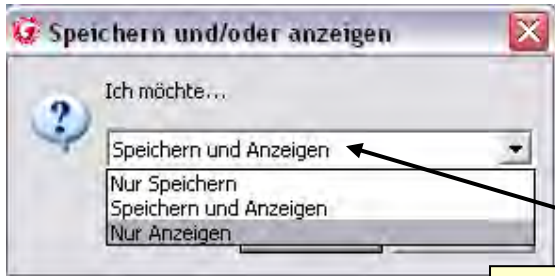 Speichern und/oder anzeigen
Ich möchte...
Speichern und Anzeigen
Nur Speichern
Speichern und Anzeigen
Nur Anzeigen